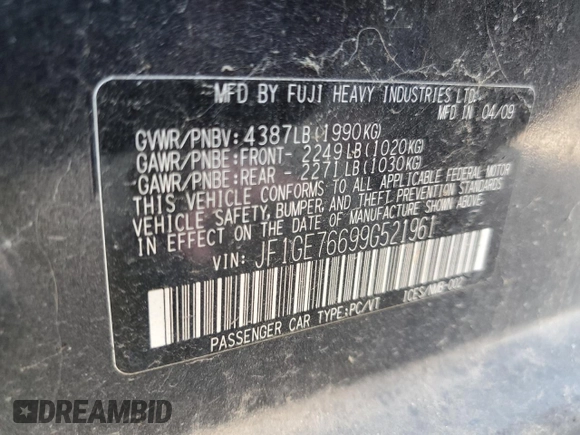 MFD BY FUJI HEAVY INDUSTRIES LTD.
MFD IN 04/09
GVWR/PNBV: 4387LB(1990KG)
GAWR/PNBE:FRONT- 2249LB(1020KG)
GAWR/PNBE:REAR - 2271LB(1030KG)
THIS VEHICLE CONFORMS TO ALL APPLICABLE FEDERAL MOTOR
VEHICLE SAFETY, BUMPER, AND THEFT PREVENTION STANDARDS
IN EFFECT ON THE DATE OF MANUFACTURE SHOWN ABOVE.
VIN: JF1GE76699G521961
PASSENGER CAR TYPE:PC/VT ICES/NMB-002
DREAMBID